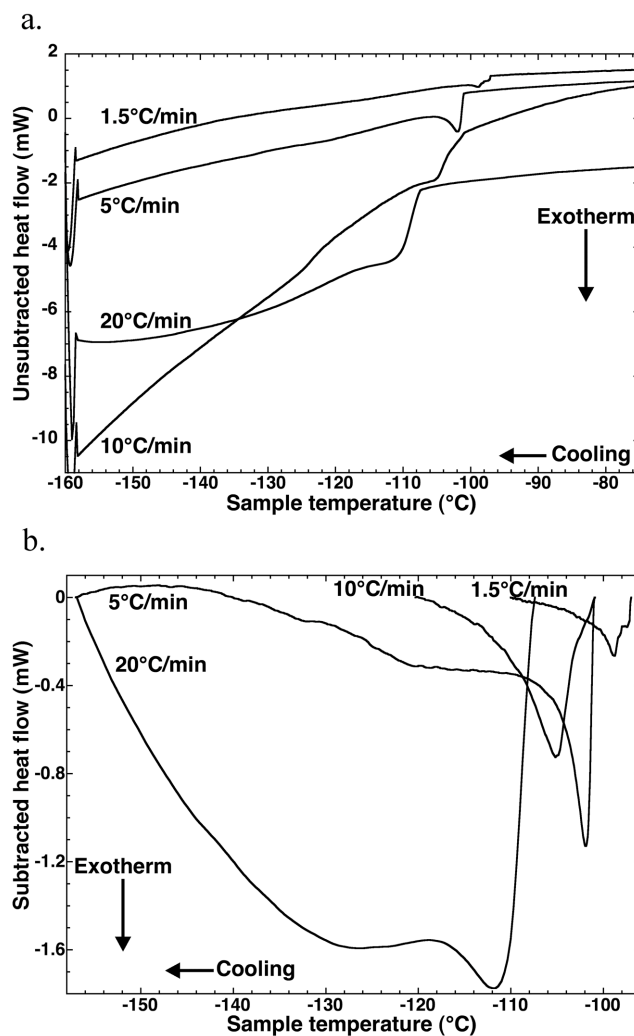 a.
2
0
-2
-4
-6
-8
-10
Unsubtracted heat flow (mW)
1.5°C/min
5°C/min
20°C/min
10°C/min
Exotherm
Cooling
-160 -150 -140 -130 -120 -110 -100 -90 -80
Sample temperature (°C)
b.
0
-0.4
-0.8
-1.2
-1.6
Subtracted heat flow (mW)
5°C/min
10°C/min
1.5°C/min
20°C/min
Exotherm
Cooling
-150 -140 -130 -120 -110 -100
Sample temperature (°C)